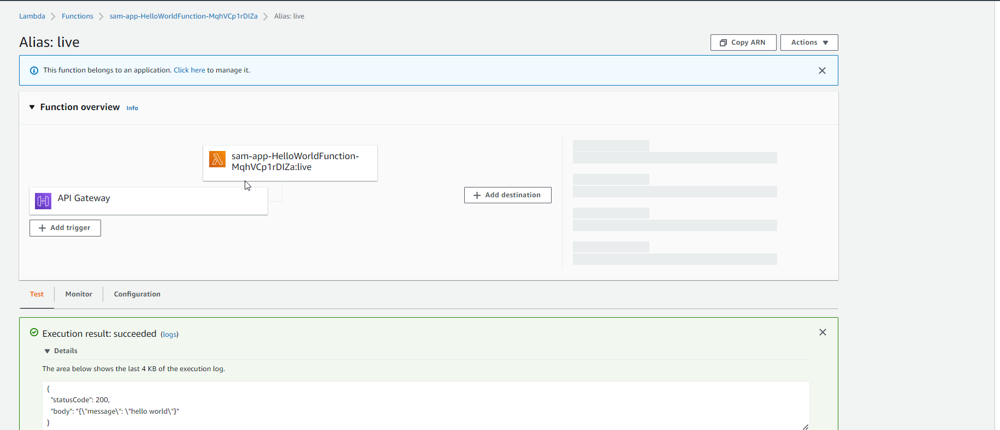 Lambda > Functions > sam-app-HelloWorldFunction-MqhVCp1rDIZa > Alias: live
Alias: live
Copy ARN
Actions
This function belongs to an application. Click here to manage it.
Function overview Info
sam-app-HelloWorldFunction-
MqhVCp1rDIZa:live
API Gateway
Add destination
Add trigger
Test
Monitor
Configuration
Execution result: succeeded (logs)
Details
The area below shows the last 4 KB of the execution log.
{
"statusCode": 200,
"body": "{\"message\": \"hello world\"}"
}